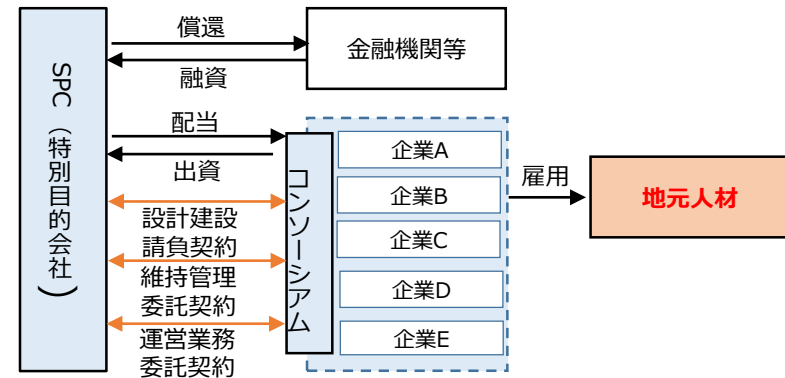 SPC（特別目的会社）
償還
融資
金融機関等
配当
出資
設計建設
請負契約
維持管理
委託契約
運営業務
委託契約
コンソーシアム
企業A
企業B
企業C
企業D
企業E
雇用
地元人材